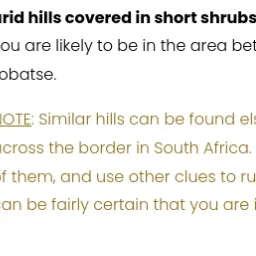 arid hills covered in short shrubs
you are likely to be in the area bet
obatse.
NOTE: Similar hills can be found els
across the border in South Africa.
of them, and use other clues to ru
can be fairly certain that you are i